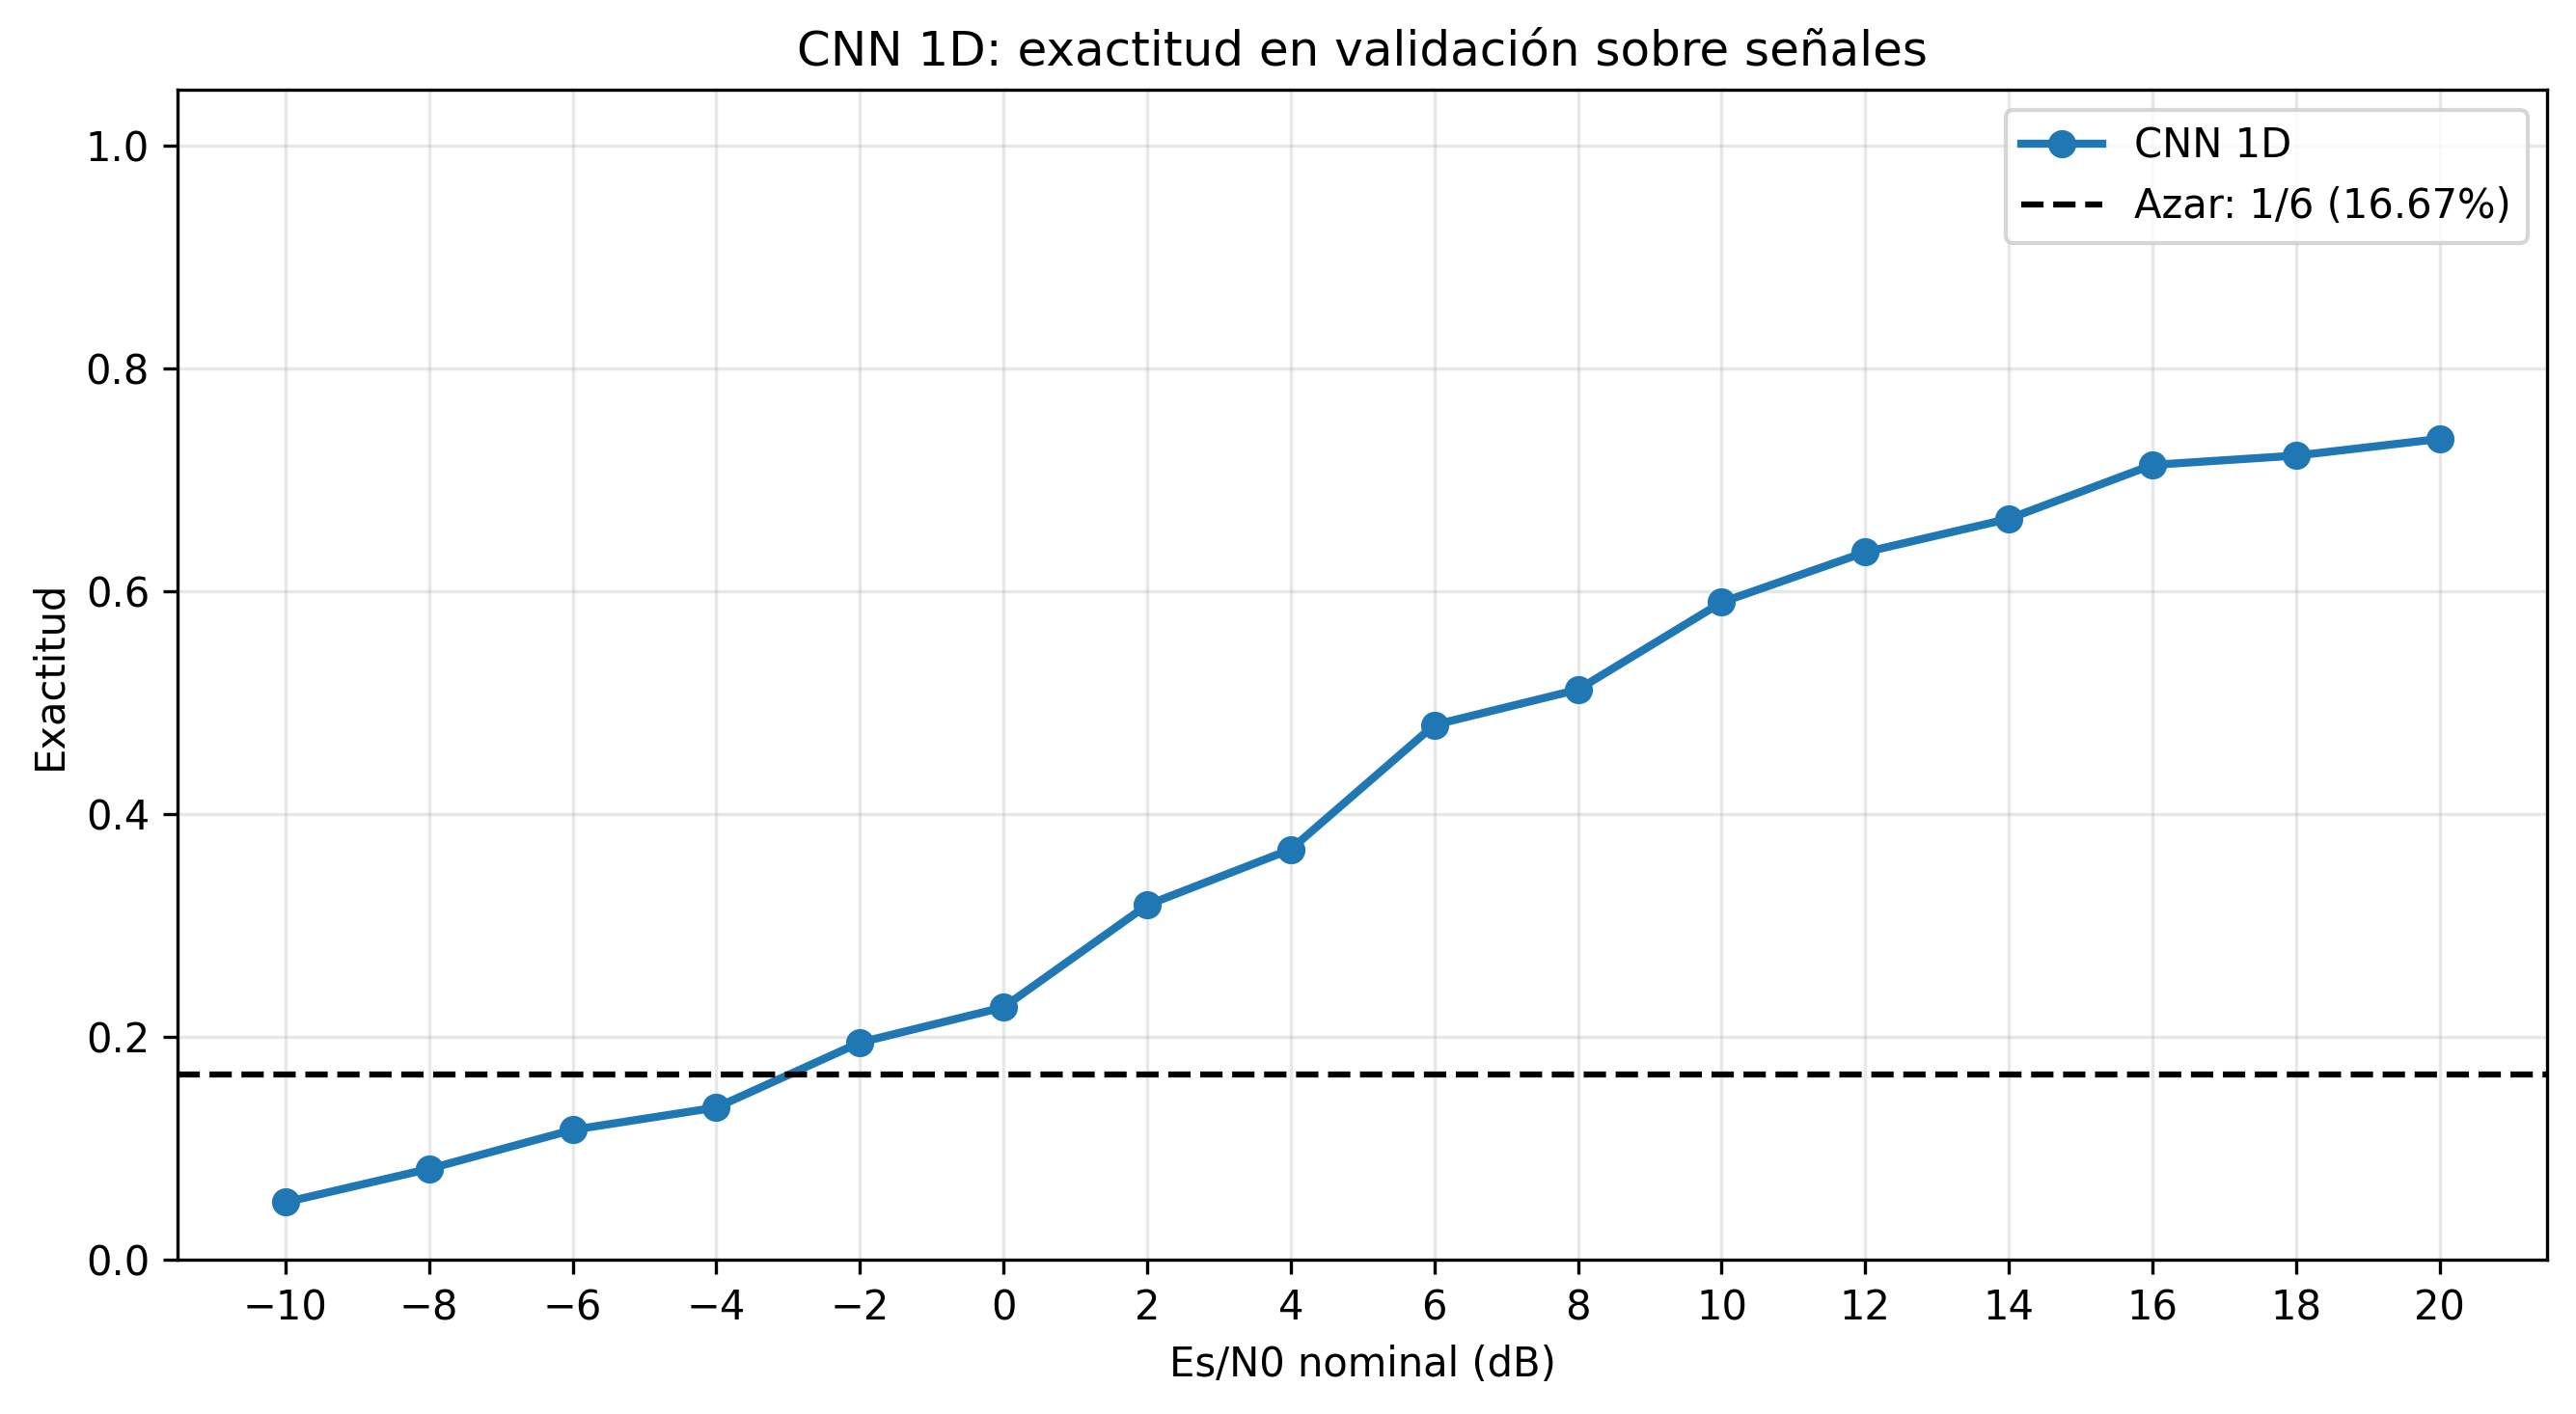 CNN 1D: exactitud en validación sobre señales
CNN 1D
Azar: 1/6 (16.67%)
Exactitud
1.0
0.8
0.6
0.4
0.2
0.0
−10 −8 −6 −4 −2 0 2 4 6 8 10 12 14 16 18 20
Es/N0 nominal (dB)